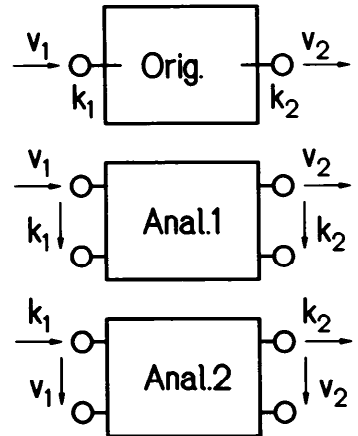 v₁ v₂
Orig.
k₁ k₂
v₁ v₂
k₁ Anal.1 k₂
k₁ k₂
v₁ Anal.2 v₂